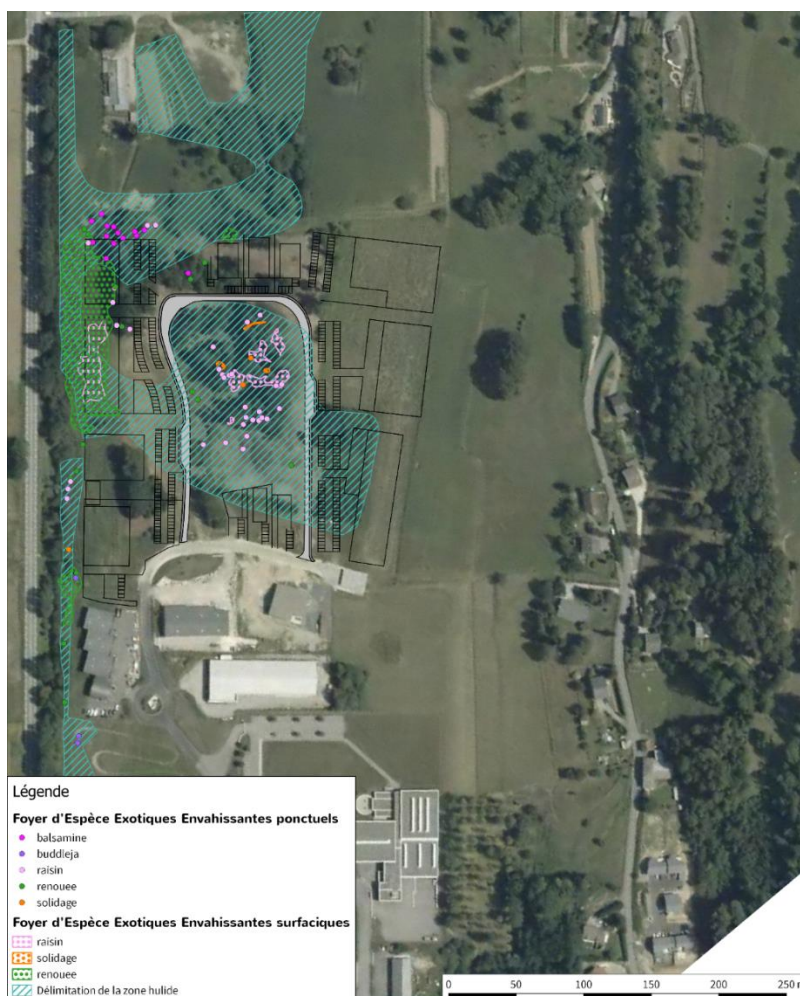 Légende
Foyer d'Espèce Exotiques Envahissantes ponctuels
balsamine
buddleja
raisin
renouee
solidage
Foyer d'Espèce Exotiques Envahissantes surfaciques
raisin
solidage
renouee
Délimitation de la zone hulide
0 50 100 150 200 250 m